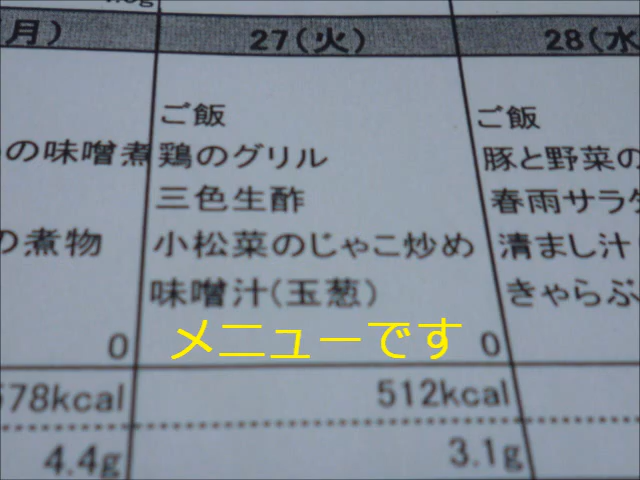 月)
27(火)
28(水
ご飯
ご飯
の味噌煮
鶏のグリル
豚と野菜の
三色生酢
春雨サラダ
の煮物
小松菜のじゃこ炒め
清まし汁
味噌汁(玉葱)
きゃらぶ
0
メニューです
0
578kcal
512kcal
4.4g
3.1g